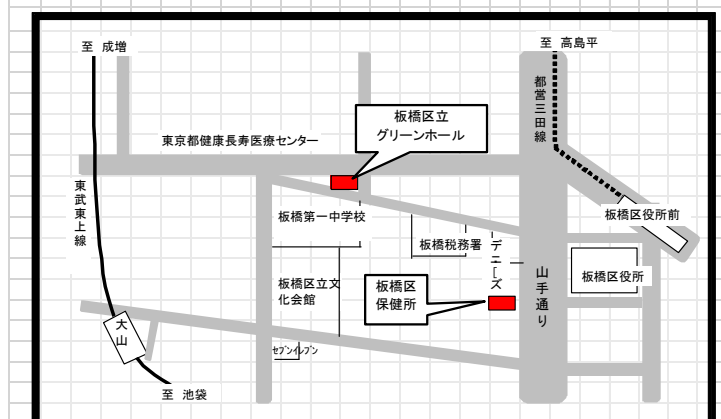 至 成増
至 高島平
都営三田線
板橋区立
グリーンホール
東京都健康長寿医療センター
東武東上線
板橋第一中学校
板橋区役所前
板橋税務署
デニーズ
板橋区立文
化会館
板橋区
保健所
山手通り
板橋区役所
大山
セブンイレブン
至 池袋